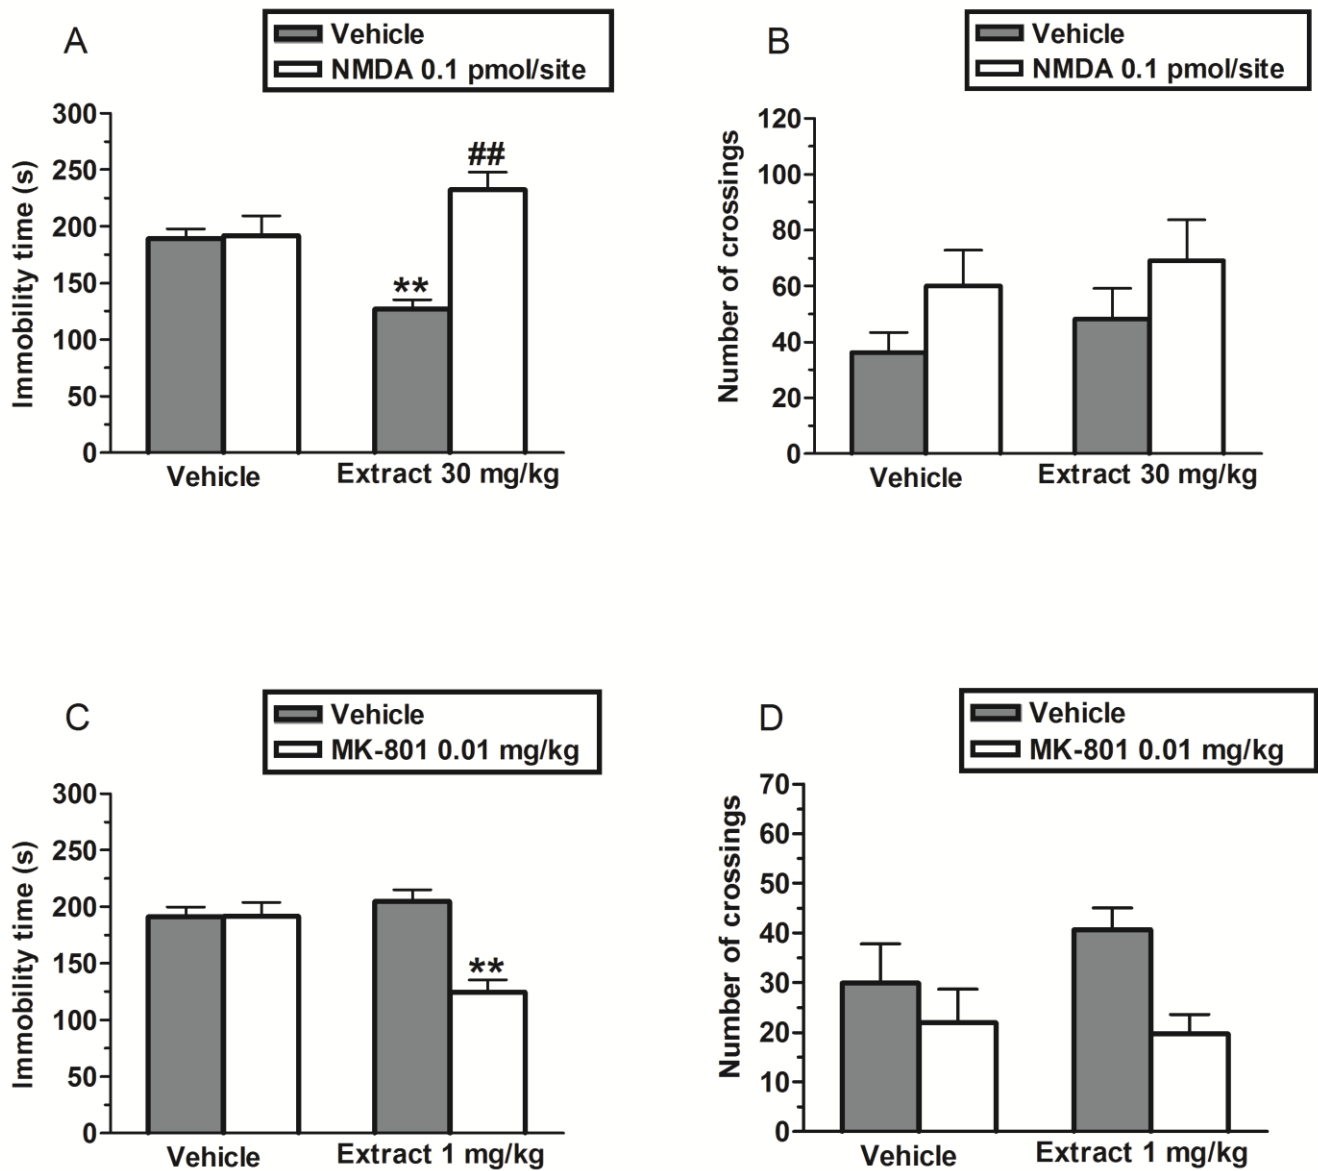 A
Vehicle
NMDA 0.1 pmol/site
Immobility time (s)
300
250
200
150
100
50
0
**
##
Vehicle
Extract 30 mg/kg
B
Vehicle
NMDA 0.1 pmol/site
Number of crossings
120
100
80
60
40
20
0
Vehicle
Extract 30 mg/kg
C
Vehicle
MK-801 0.01 mg/kg
Immobility time (s)
300
250
200
150
100
50
0
**
Vehicle
Extract 1 mg/kg
D
Vehicle
MK-801 0.01 mg/kg
Number of crossings
70
60
50
40
30
20
10
0
Vehicle
Extract 1 mg/kg